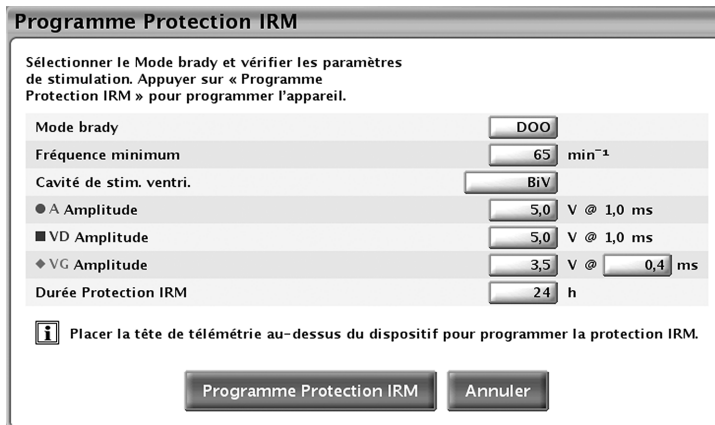 Programme Protection IRM
Sélectionner le Mode brady et vérifier les paramètres
de stimulation. Appuyer sur « Programme
Protection IRM » pour programmer l'appareil.
Mode brady DOO
Fréquence minimum 65 min⁻¹
Cavité de stim. ventri. BiV
A Amplitude 5,0 V @ 1,0 ms
VD Amplitude 5,0 V @ 1,0 ms
VG Amplitude 3,5 V @ 0,4 ms
Durée Protection IRM 24 h
i Placer la tête de télémétrie au-dessus du dispositif pour programmer la protection IRM.
Programme Protection IRM Annuler